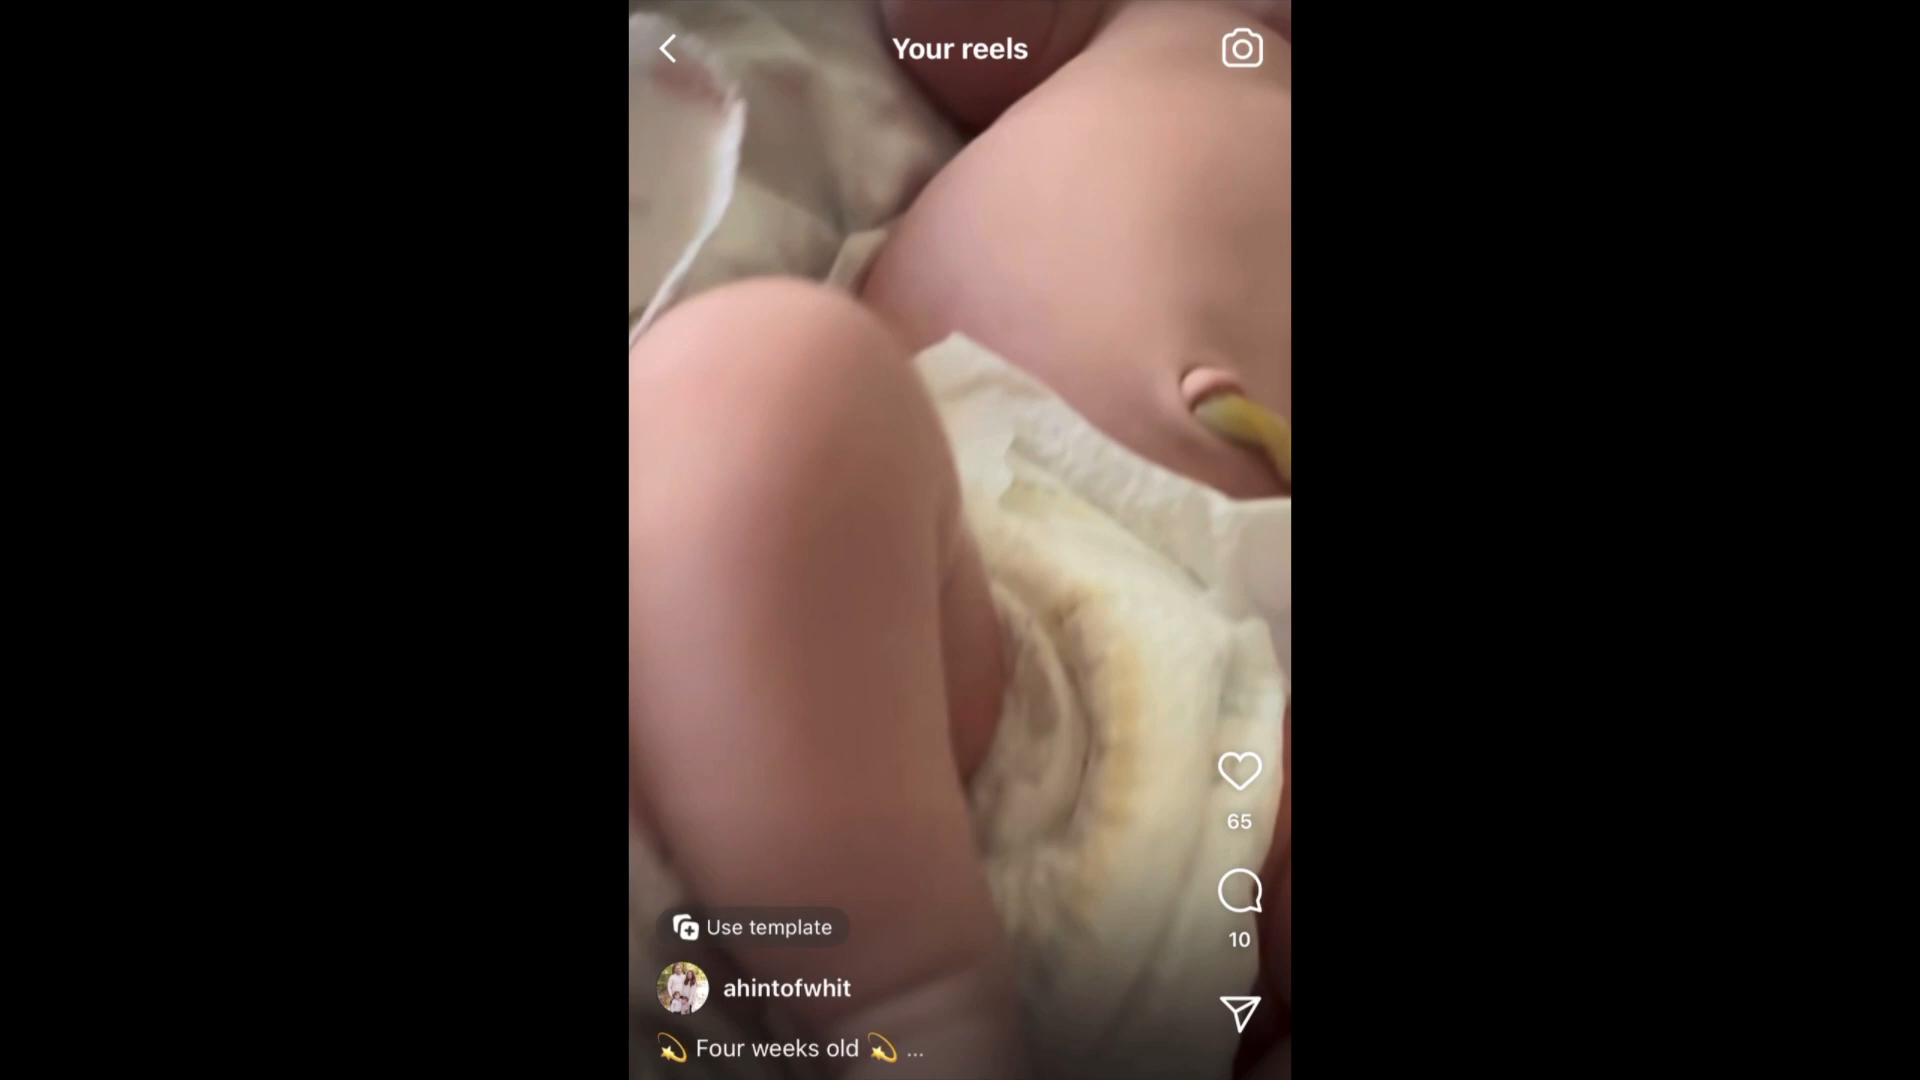 Your reels
65
10
Use template
ahintofwhit
💫 Four weeks old 💫 ...